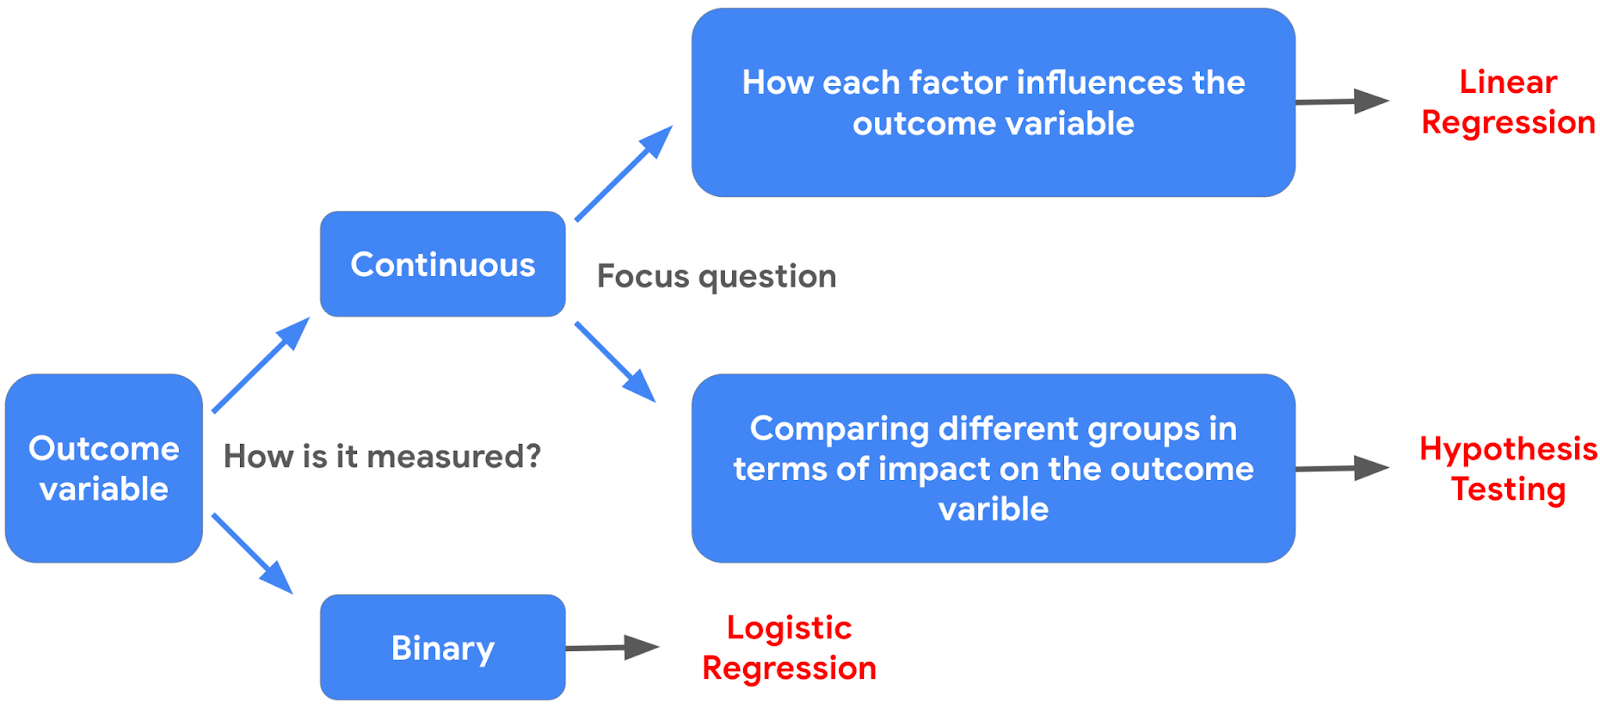 How each factor influences the
outcome variable
Linear
Regression
Continuous
Focus question
Outcome
variable
How is it measured?
Comparing different groups in
terms of impact on the outcome
varible
Hypothesis
Testing
Binary
Logistic
Regression